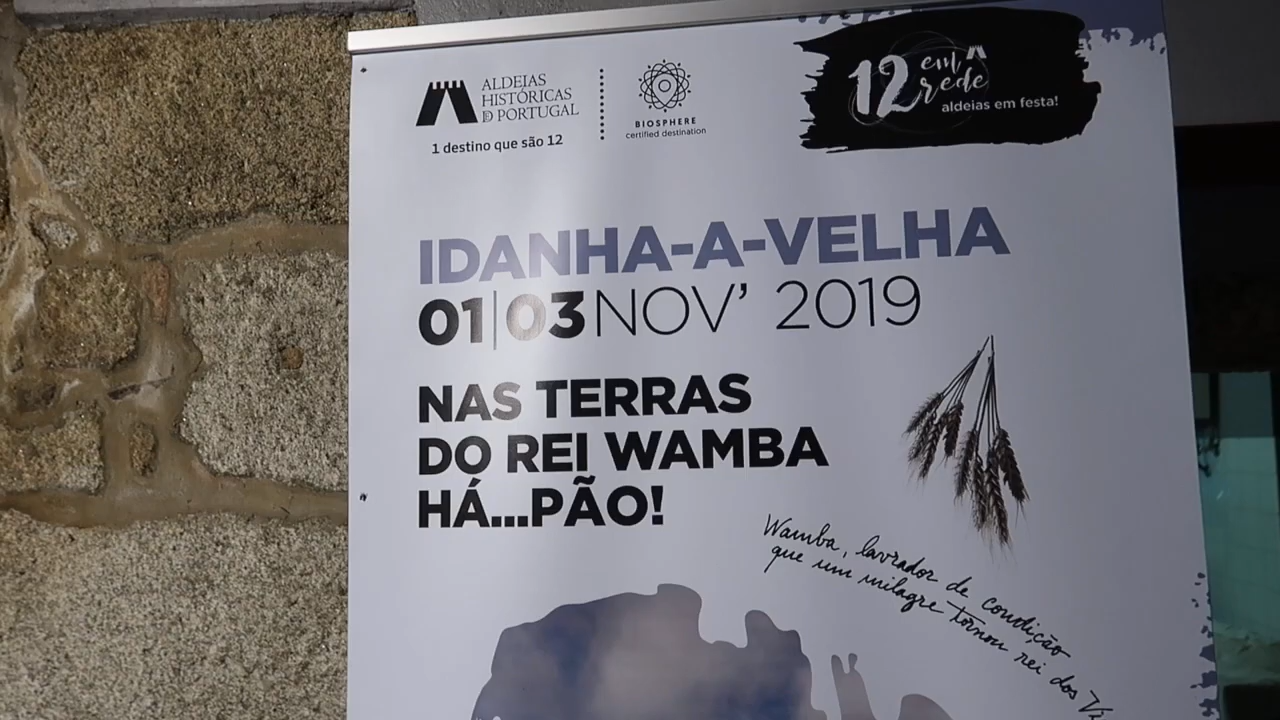 ALDEIAS
HISTÓRICAS
DE PORTUGAL
1 destino que são 12
BIOSPHERE
certified destination
12 em rede
aldeias em festa!
IDANHA-A-VELHA
01|03 NOV' 2019
NAS TERRAS
DO REI WAMBA
HÁ...PÃO!
Wamba, lavrador de condição
que um milagre tornou rei dos